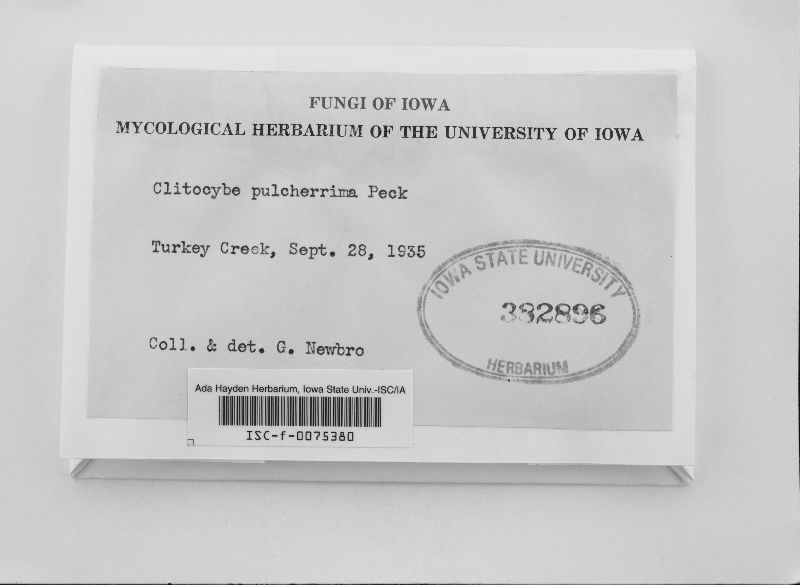 FUNGI OF IOWA
MYCOLOGICAL HERBARIUM OF THE UNIVERSITY OF IOWA
Clitocybe pulcherrima Peck
Turkey Creek, Sept. 28, 1935
IOWA STATE UNIVERSITY
382896
HERBARIUM
Coll. & det. G. Newbro
Ada Hayden Herbarium, Iowa State Univ.-ISC/IA
ISC-f-0075380